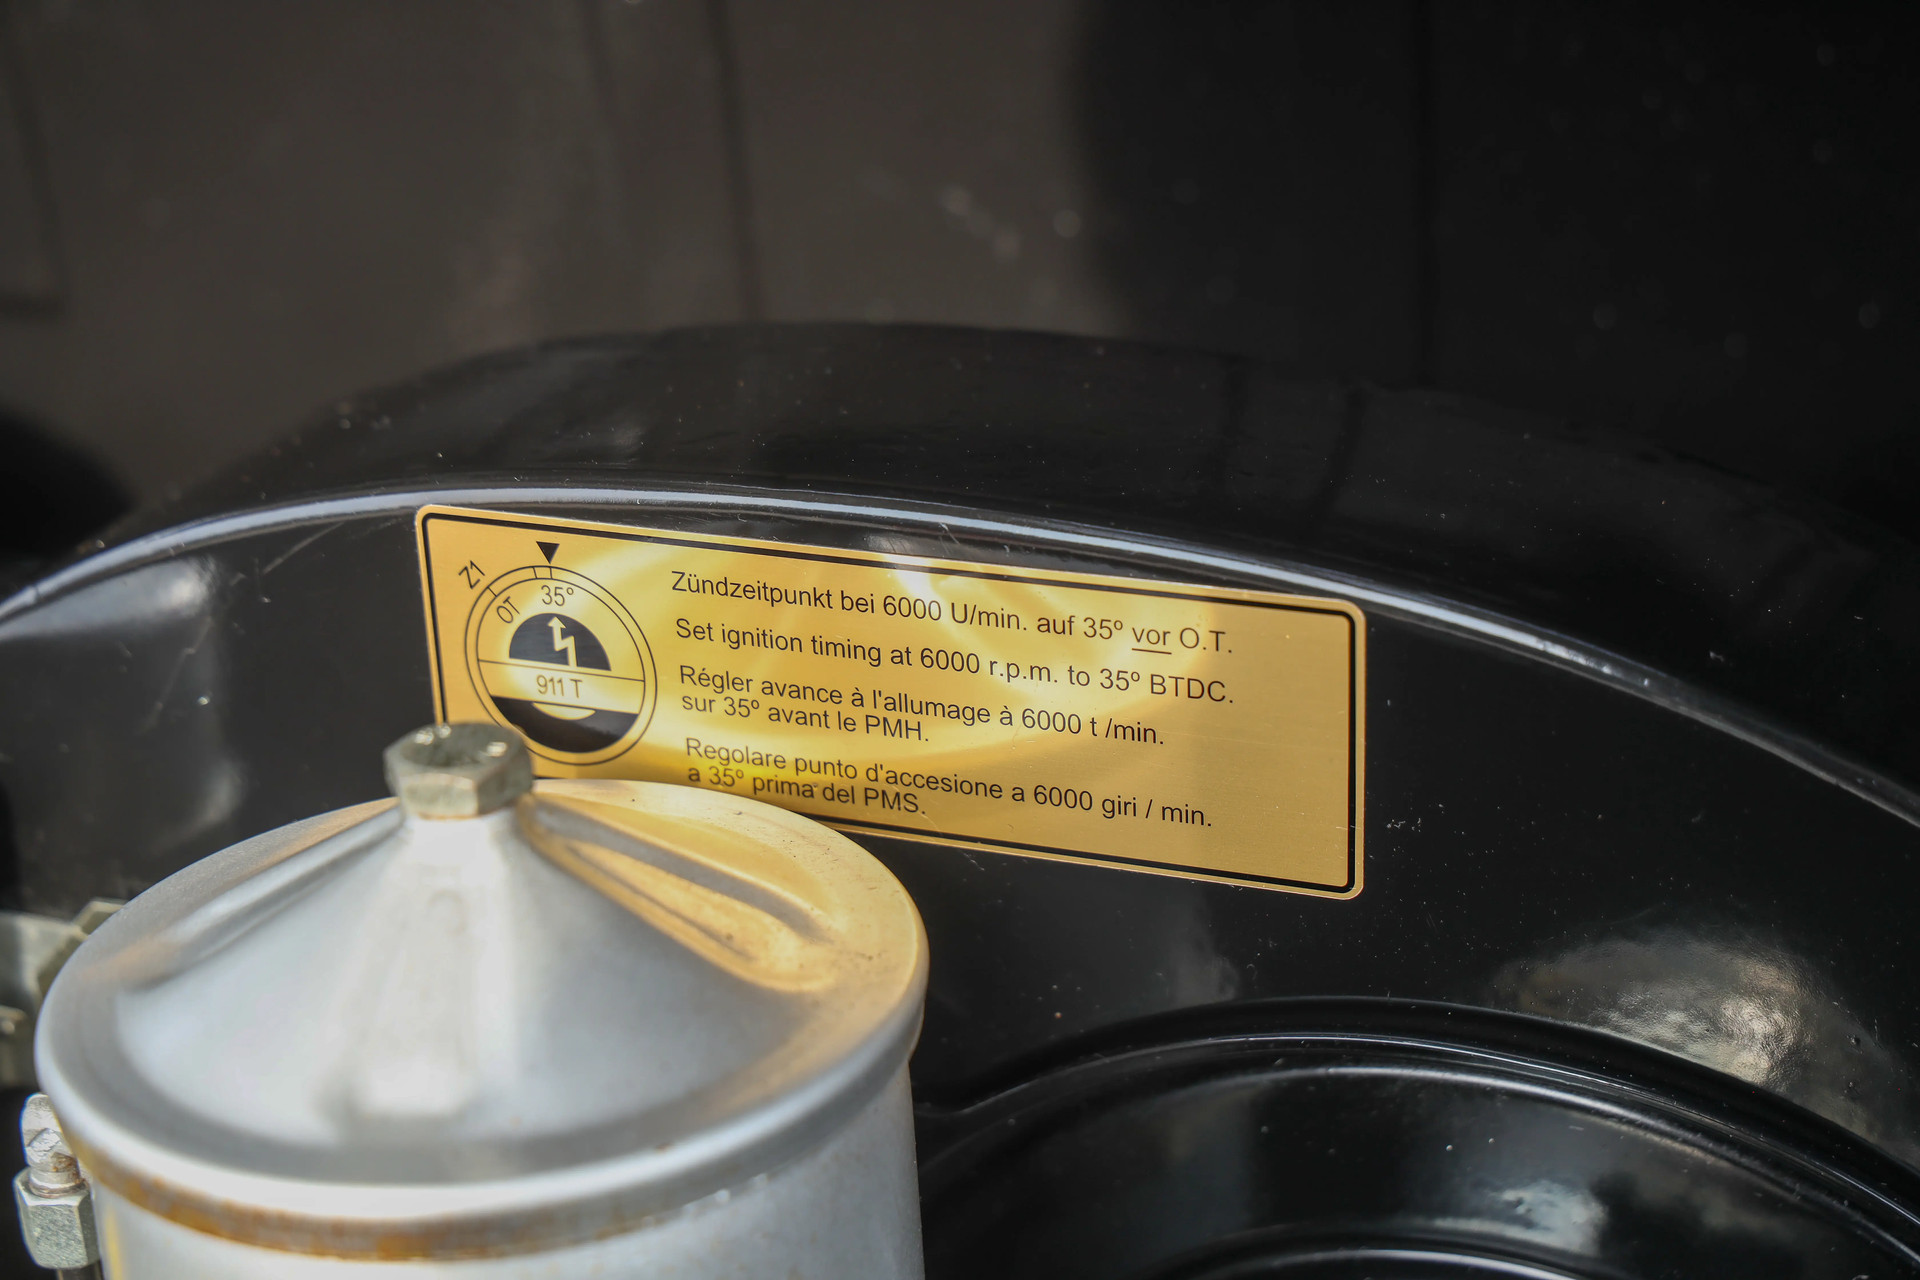 Z1
OT
35°
911 T
Zündzeitpunkt bei 6000 U/min. auf 35º vor O.T.
Set ignition timing at 6000 r.p.m. to 35º BTDC.
Régler avance à l'allumage à 6000 t /min.
sur 35º avant le PMH.
Regolare punto d'accesione a 6000 giri / min.
a 35º prima del PMS.